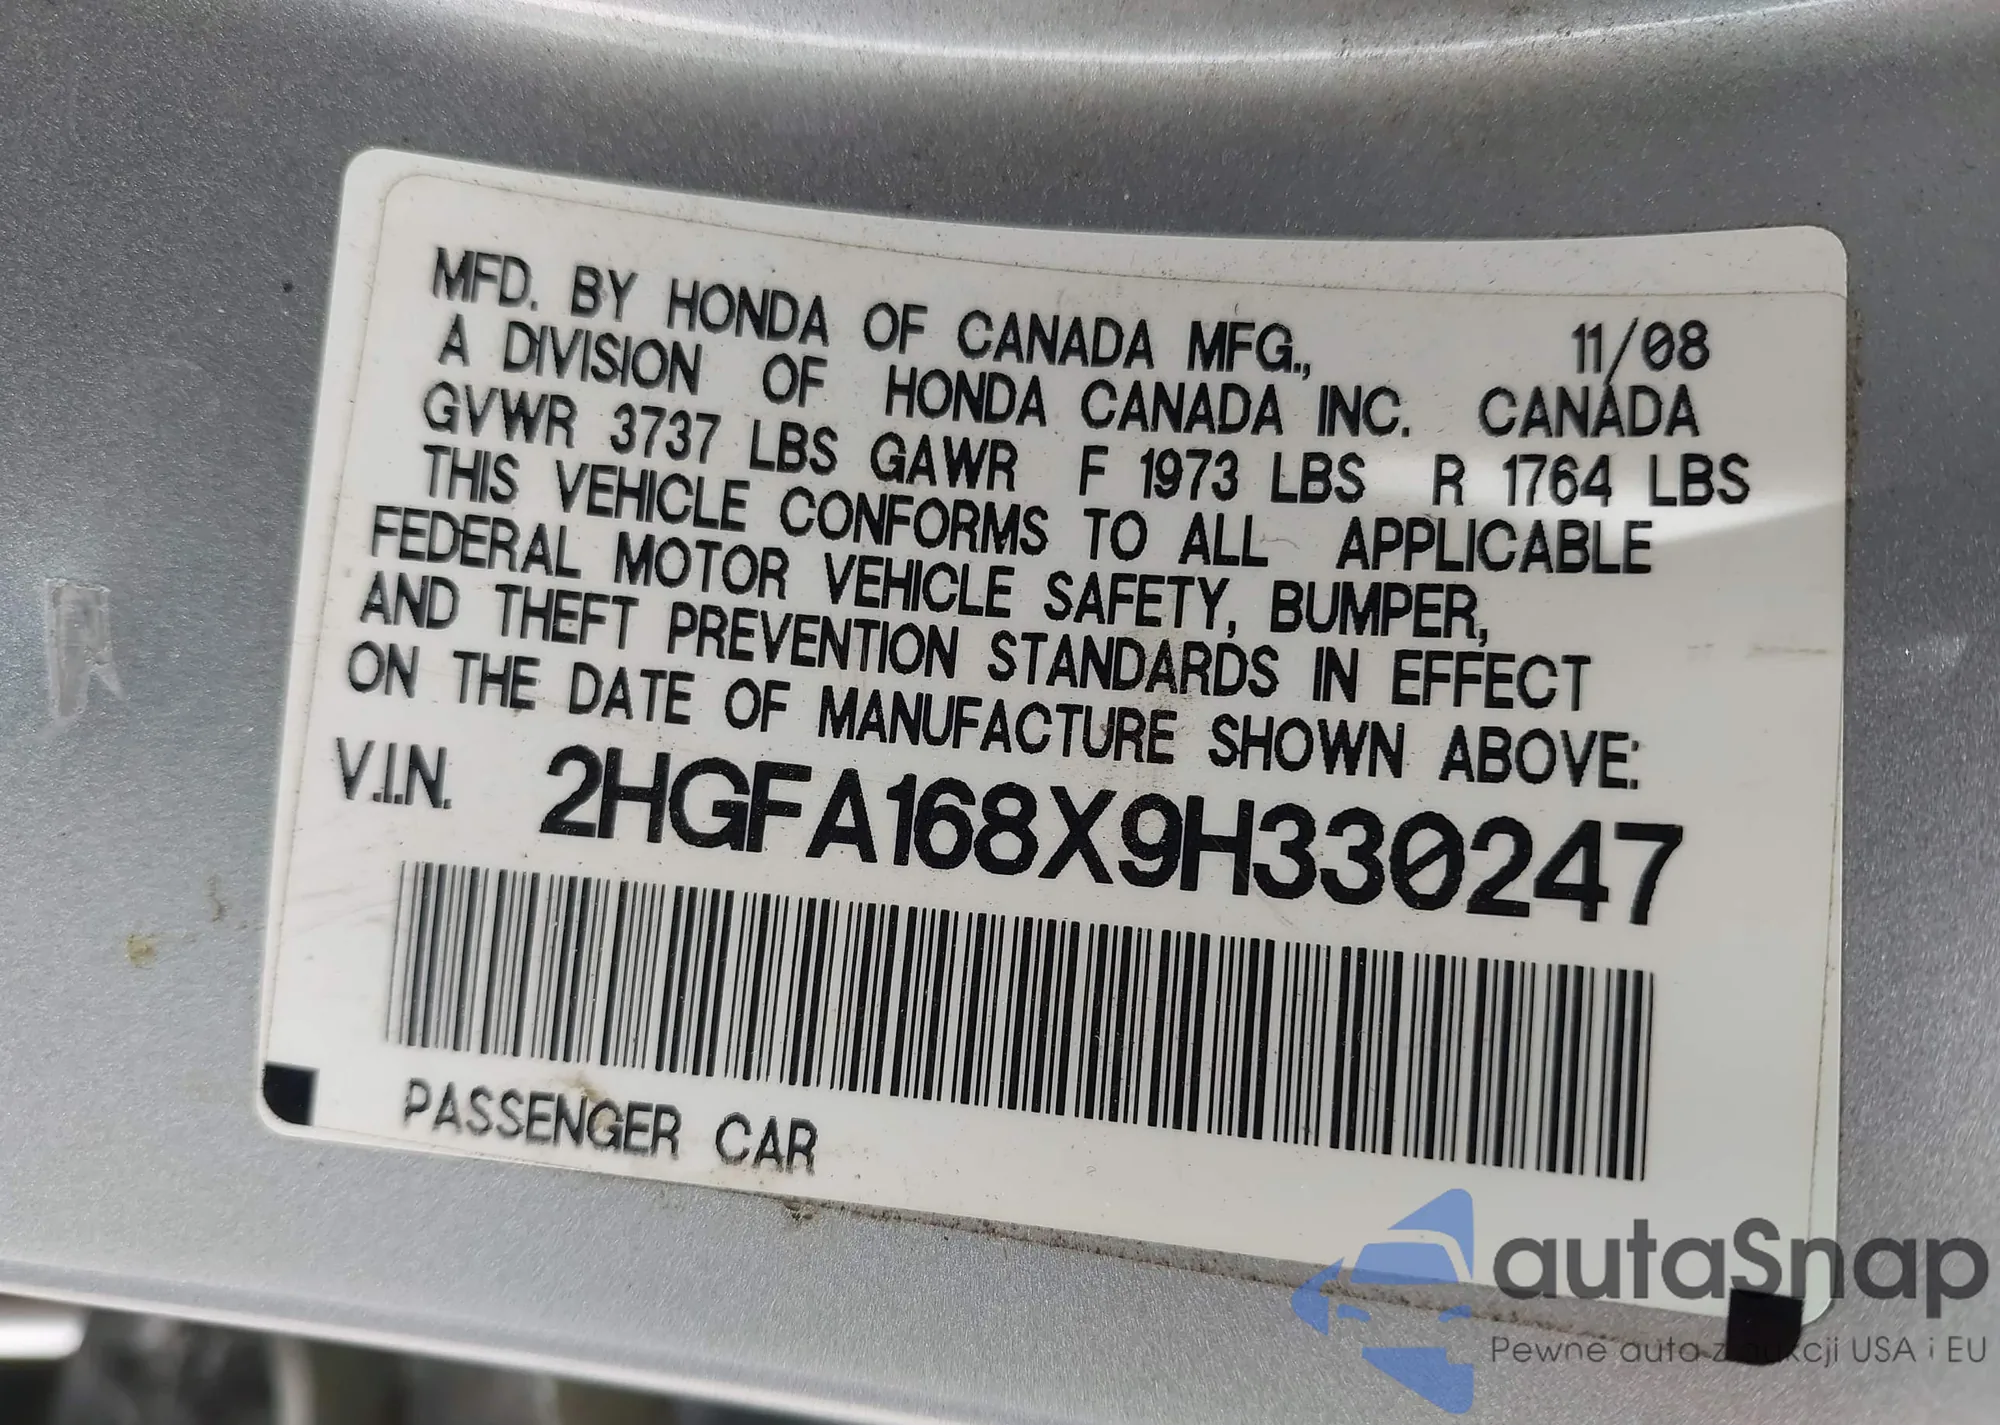 MFD. BY HONDA OF CANADA MFG., 11/08
A DIVISION OF HONDA CANADA INC. CANADA
GVWR 3737 LBS GAWR F 1973 LBS R 1764 LBS
THIS VEHICLE CONFORMS TO ALL APPLICABLE
FEDERAL MOTOR VEHICLE SAFETY, BUMPER,
AND THEFT PREVENTION STANDARDS IN EFFECT
ON THE DATE OF MANUFACTURE SHOWN ABOVE:
V.I.N. 2HGFA168X9H330247
PASSENGER CAR
autaSnap
Pewne auta z aukcji USA i EU